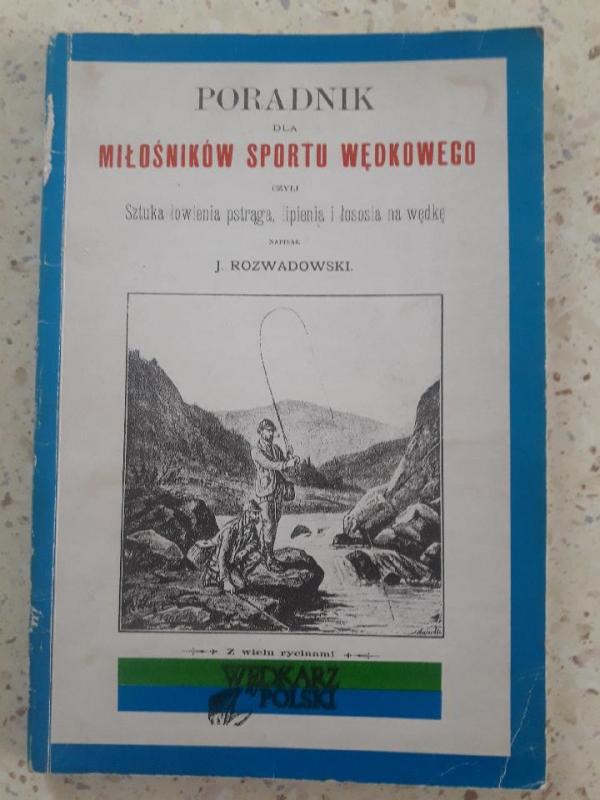 PORADNIK
DLA
MIŁOŚNIKÓW SPORTU WĘDKOWEGO
CZYLI
Sztuka łowienia pstrąga, lipienia i łososia na wędkę
NAPISAŁ
J. ROZWADOWSKI.
Z wielu rycinami
WĘDKARZ
POLSKI